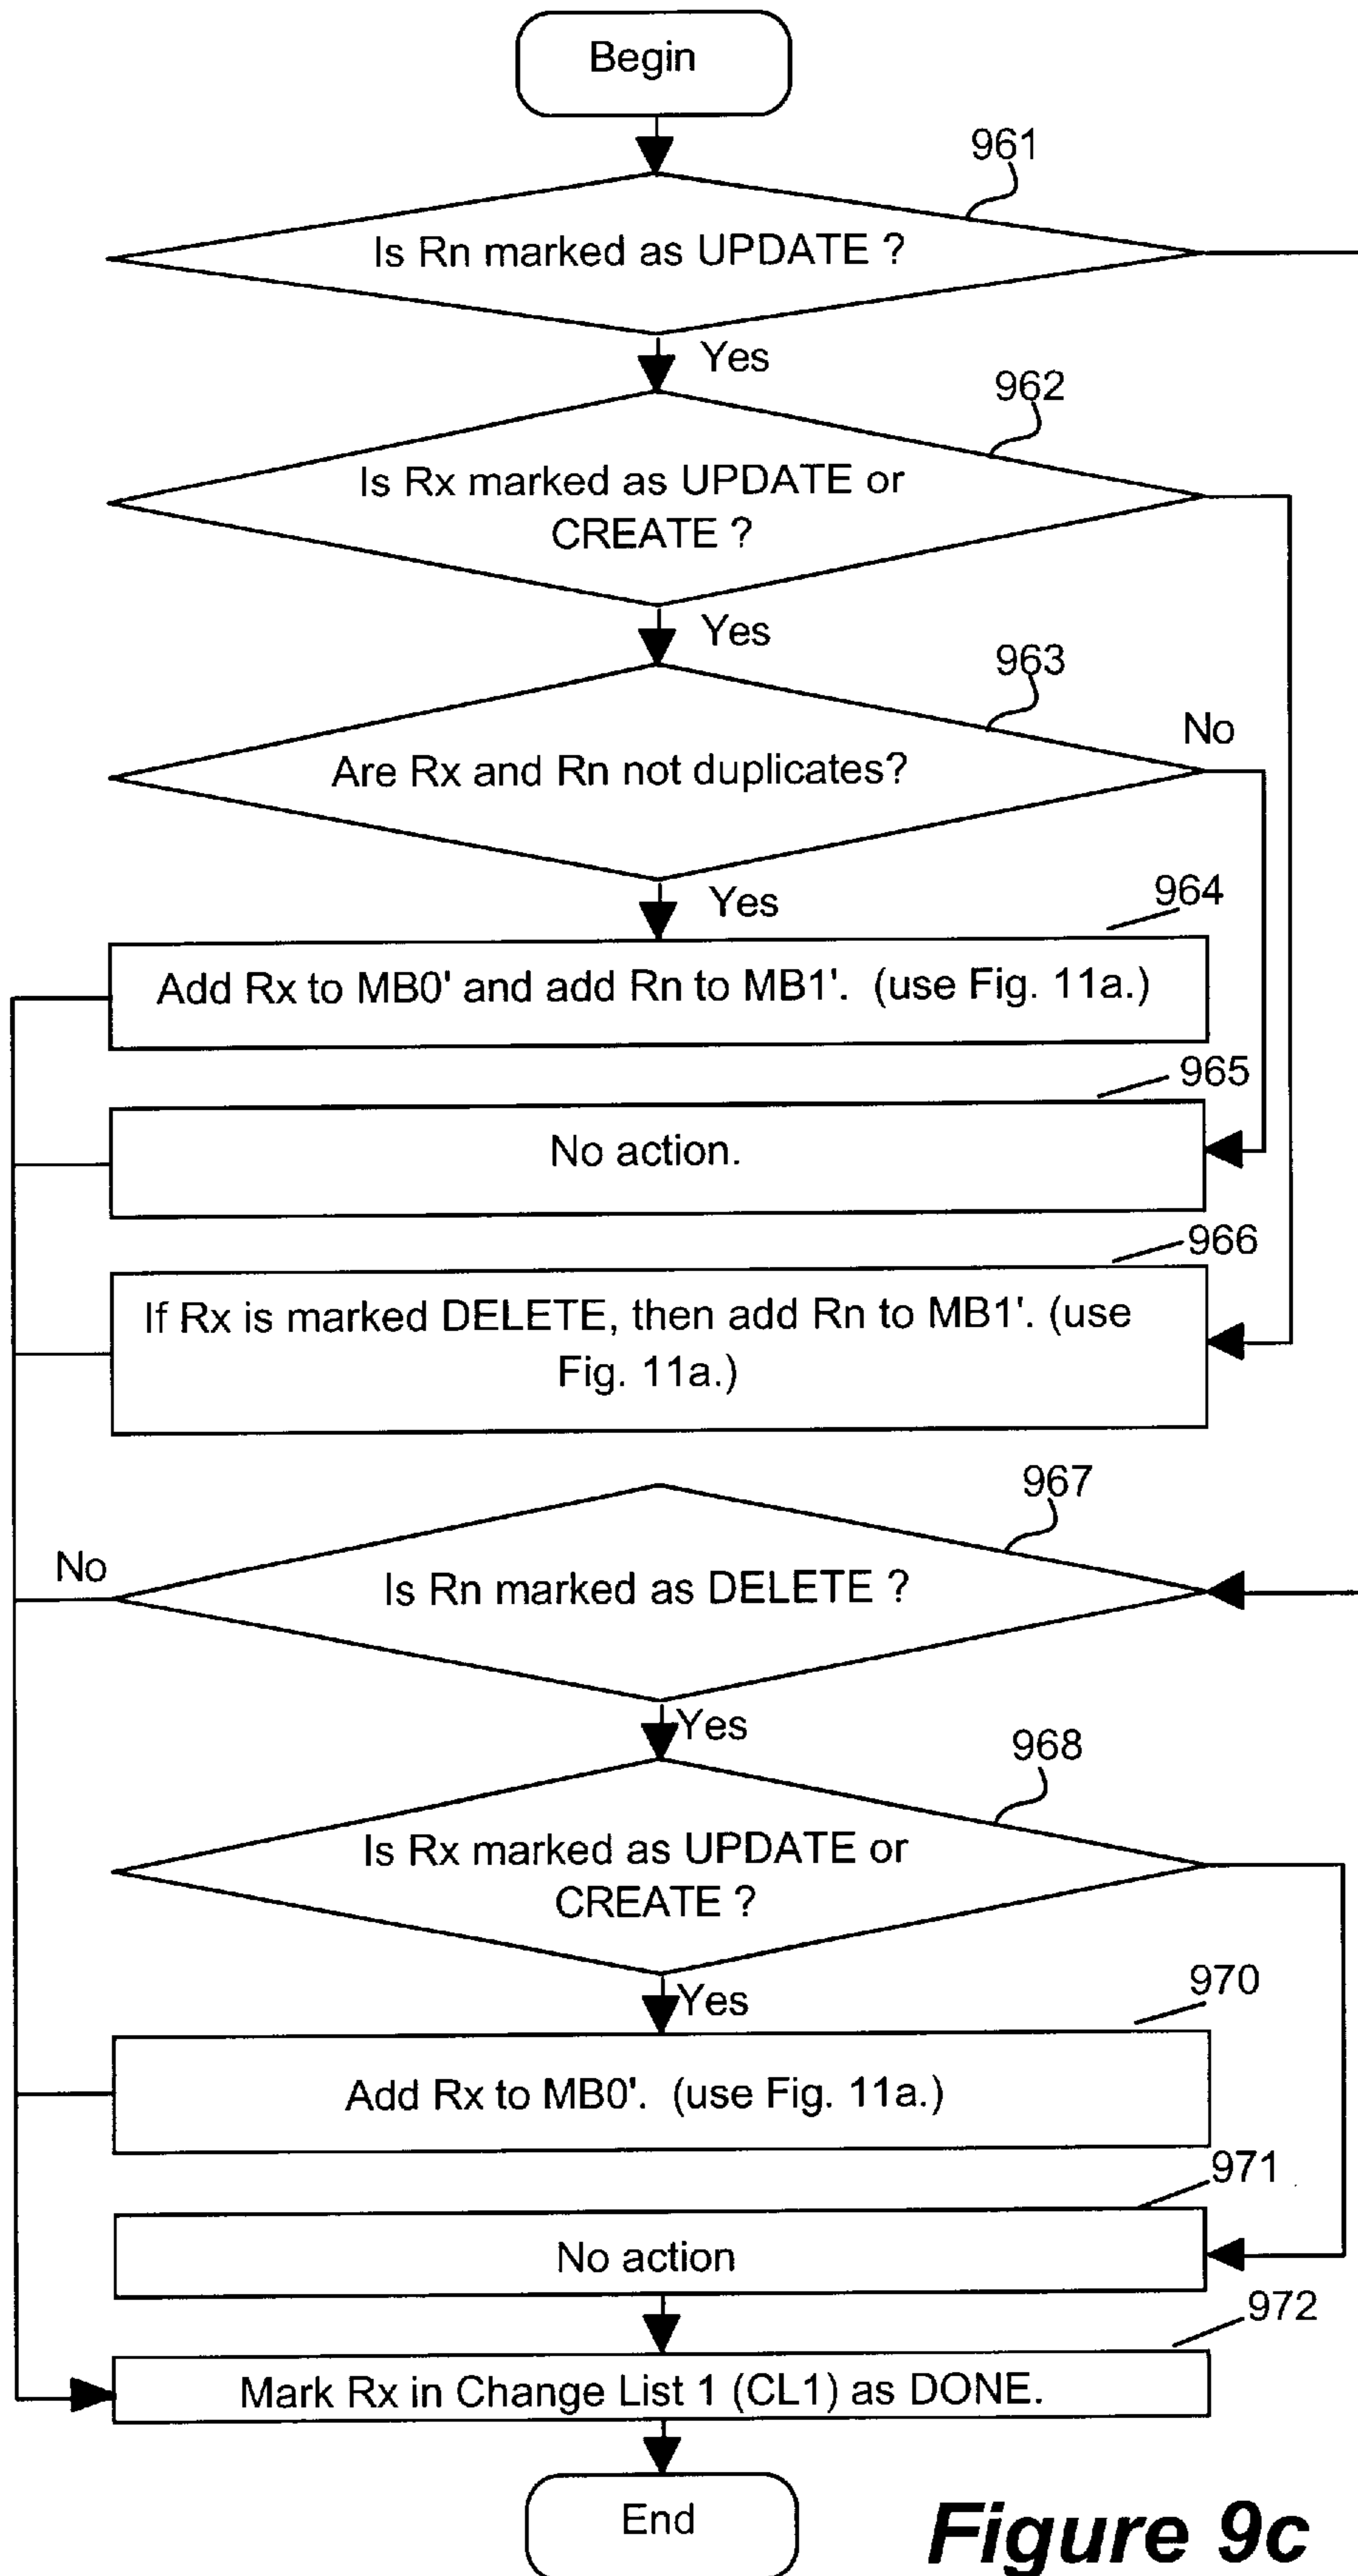 Begin
961
Is Rn marked as UPDATE ?
Yes
962
Is Rx marked as UPDATE or
CREATE ?
Yes
963
No
Are Rx and Rn not duplicates?
Yes
964
Add Rx to MB0' and add Rn to MB1'. (use Fig. 11a.)
965
No action.
966
If Rx is marked DELETE, then add Rn to MB1'. (use
Fig. 11a.)
967
No
Is Rn marked as DELETE ?
Yes
968
Is Rx marked as UPDATE or
CREATE ?
Yes
970
Add Rx to MB0'. (use Fig. 11a.)
971
No action
972
Mark Rx in Change List 1 (CL1) as DONE.
End
Figure 9c